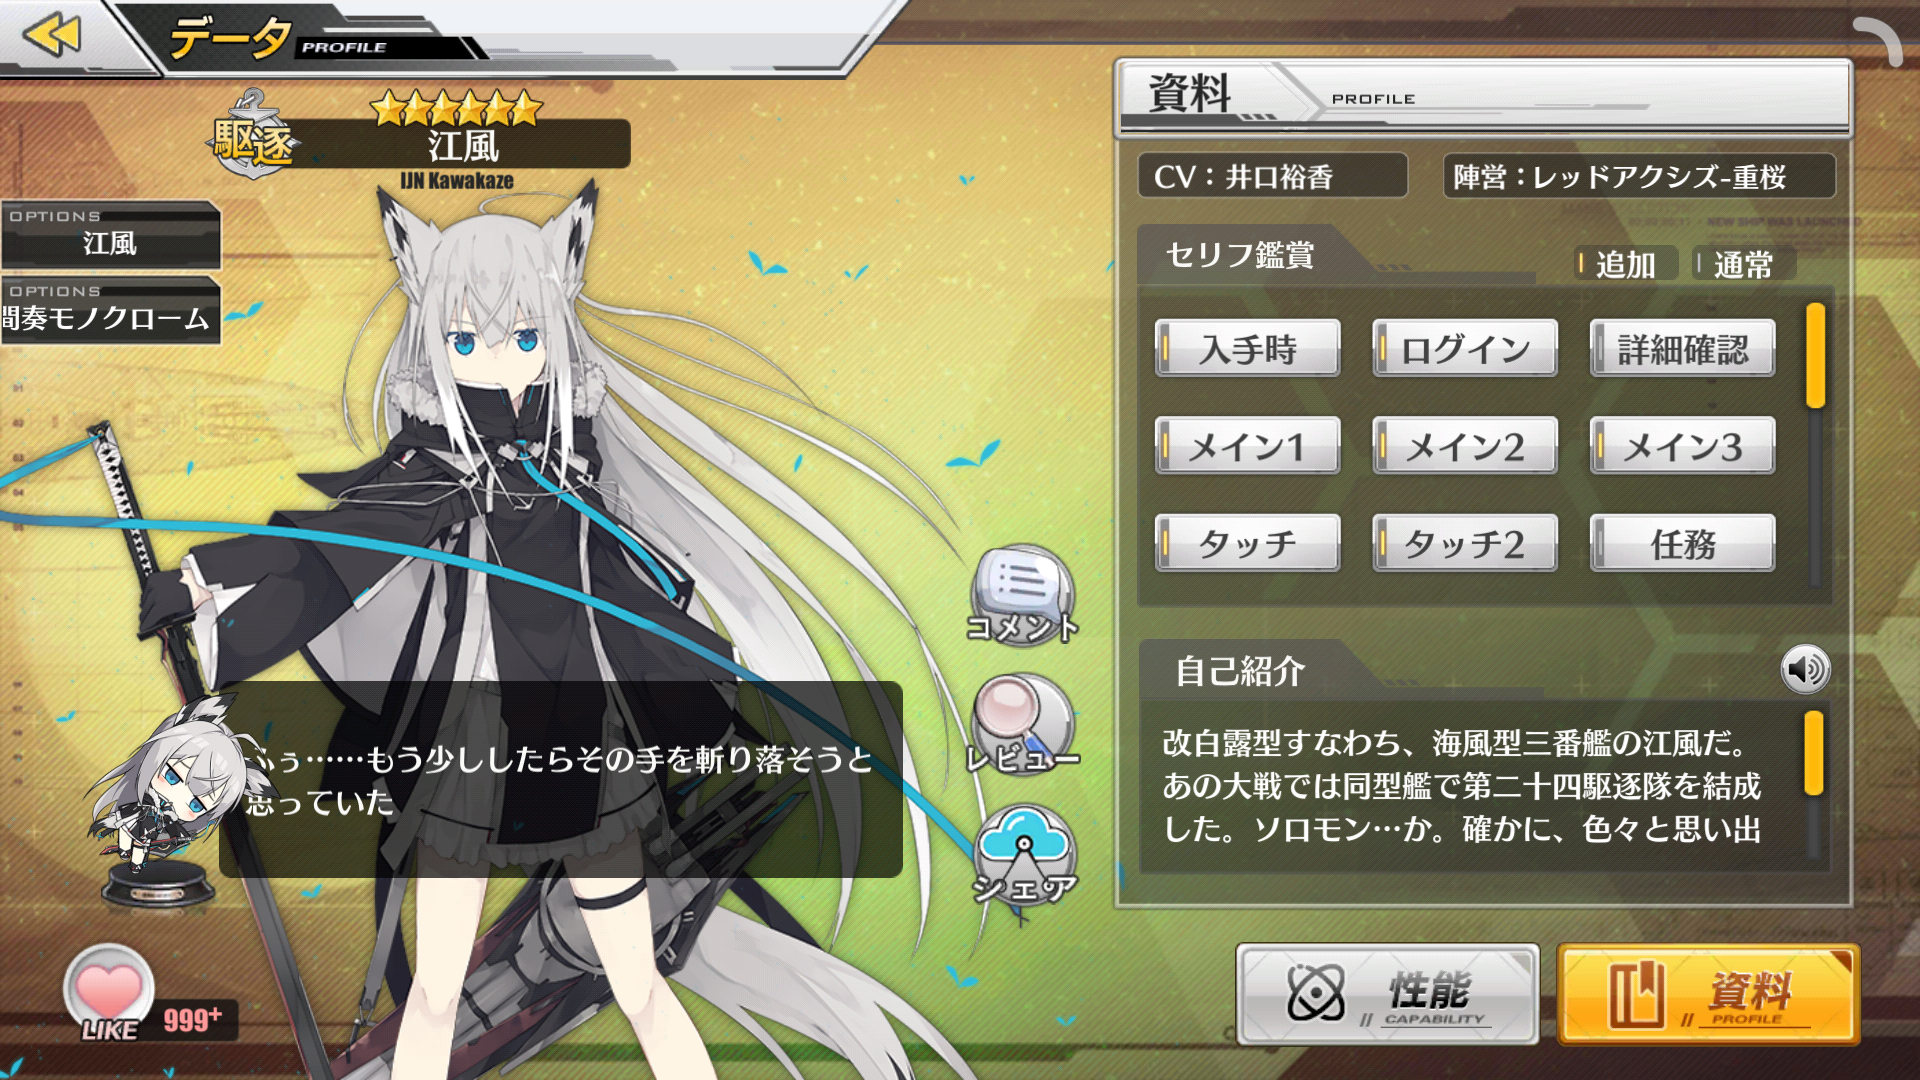 データ PROFILE
駆逐
江風
IJN Kawakaze
OPTIONS
江風
OPTIONS
間奏モノクローム
ふぅ……もう少ししたらその手を斬り落そうと
思っていた
LIKE 999+
コメント
レビュー
シェア
資料 PROFILE
CV：井口裕香
陣営：レッドアクシズ-重桜
セリフ鑑賞
追加 通常
入手時 ログイン 詳細確認
メイン1 メイン2 メイン3
タッチ タッチ2 任務
自己紹介
改白露型すなわち、海風型三番艦の江風だ。
あの大戦では同型艦で第二十四駆逐隊を結成
した。ソロモン…か。確かに、色々と思い出
性能 // CAPABILITY
資料 // PROFILE